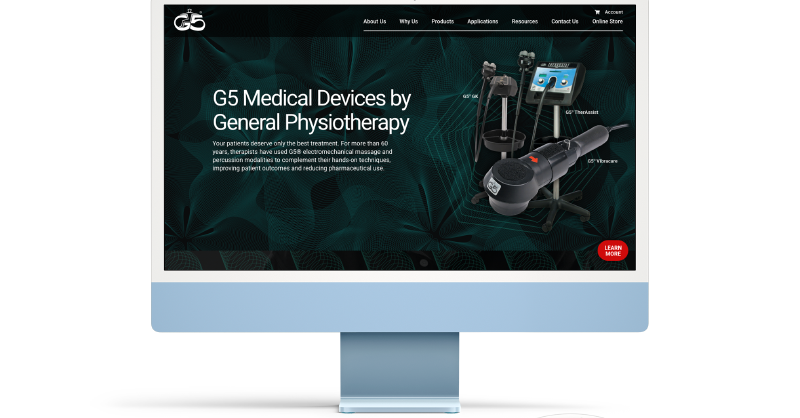 G5
Account
About Us Why Us Products Applications Resources Contact Us Online Store
G5 Medical Devices by
General Physiotherapy
Your patients deserve only the best treatment. For more than 60
years, therapists have used G5® electromechanical massage and
percussion modalities to complement their hands-on techniques,
improving patient outcomes and reducing pharmaceutical use.
G5® GK
G5® TherAssist
G5® Vibracare
LEARN
MORE